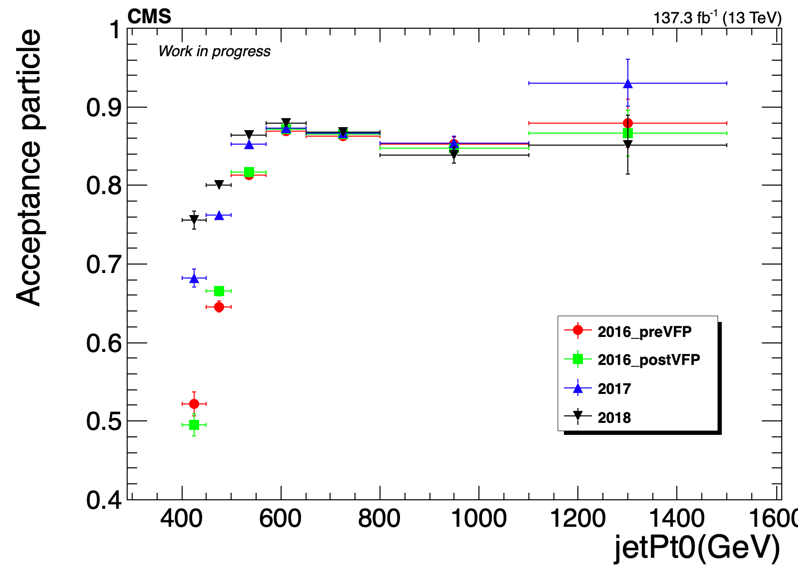 CMS
137.3 fb⁻¹ (13 TeV)
Work in progress
Acceptance particle
1
0.9
0.8
0.7
0.6
0.5
0.4
2016_preVFP
2016_postVFP
2017
2018
400 600 800 1000 1200 1400 1600
jetPt0(GeV)